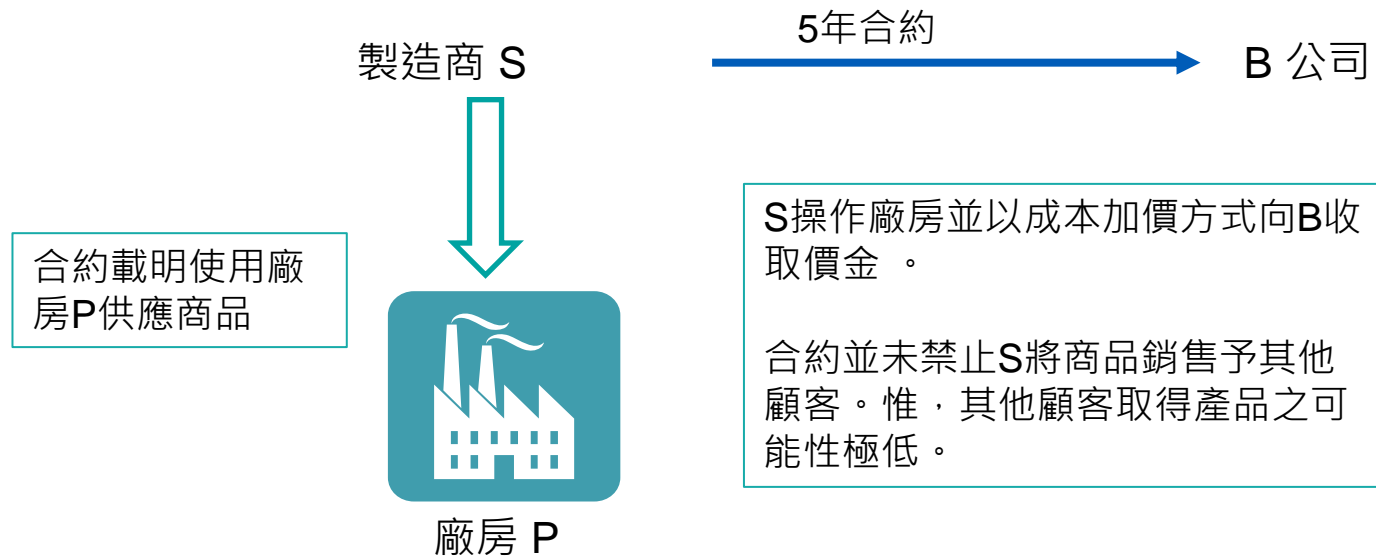 5年合約
製造商 S
B 公司
合約載明使用廠
房P供應商品
S操作廠房並以成本加價方式向B收
取價金 。
合約並未禁止S將商品銷售予其他
顧客。惟,其他顧客取得產品之可
能性極低。
廠房 P